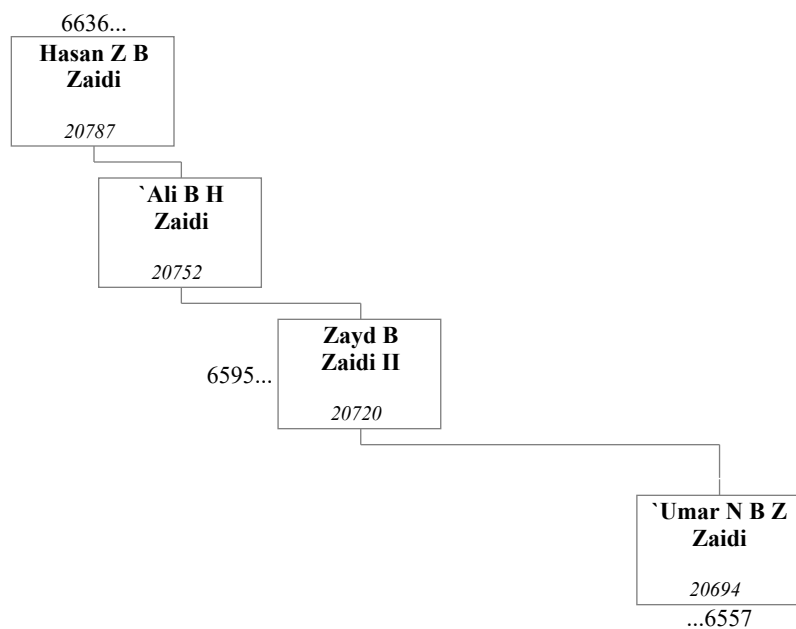 6636...
Hasan Z B
Zaidi
20787
`Ali B H
Zaidi
20752
Zayd B
Zaidi II
6595...
20720
`Umar N B Z
Zaidi
20694
...6557